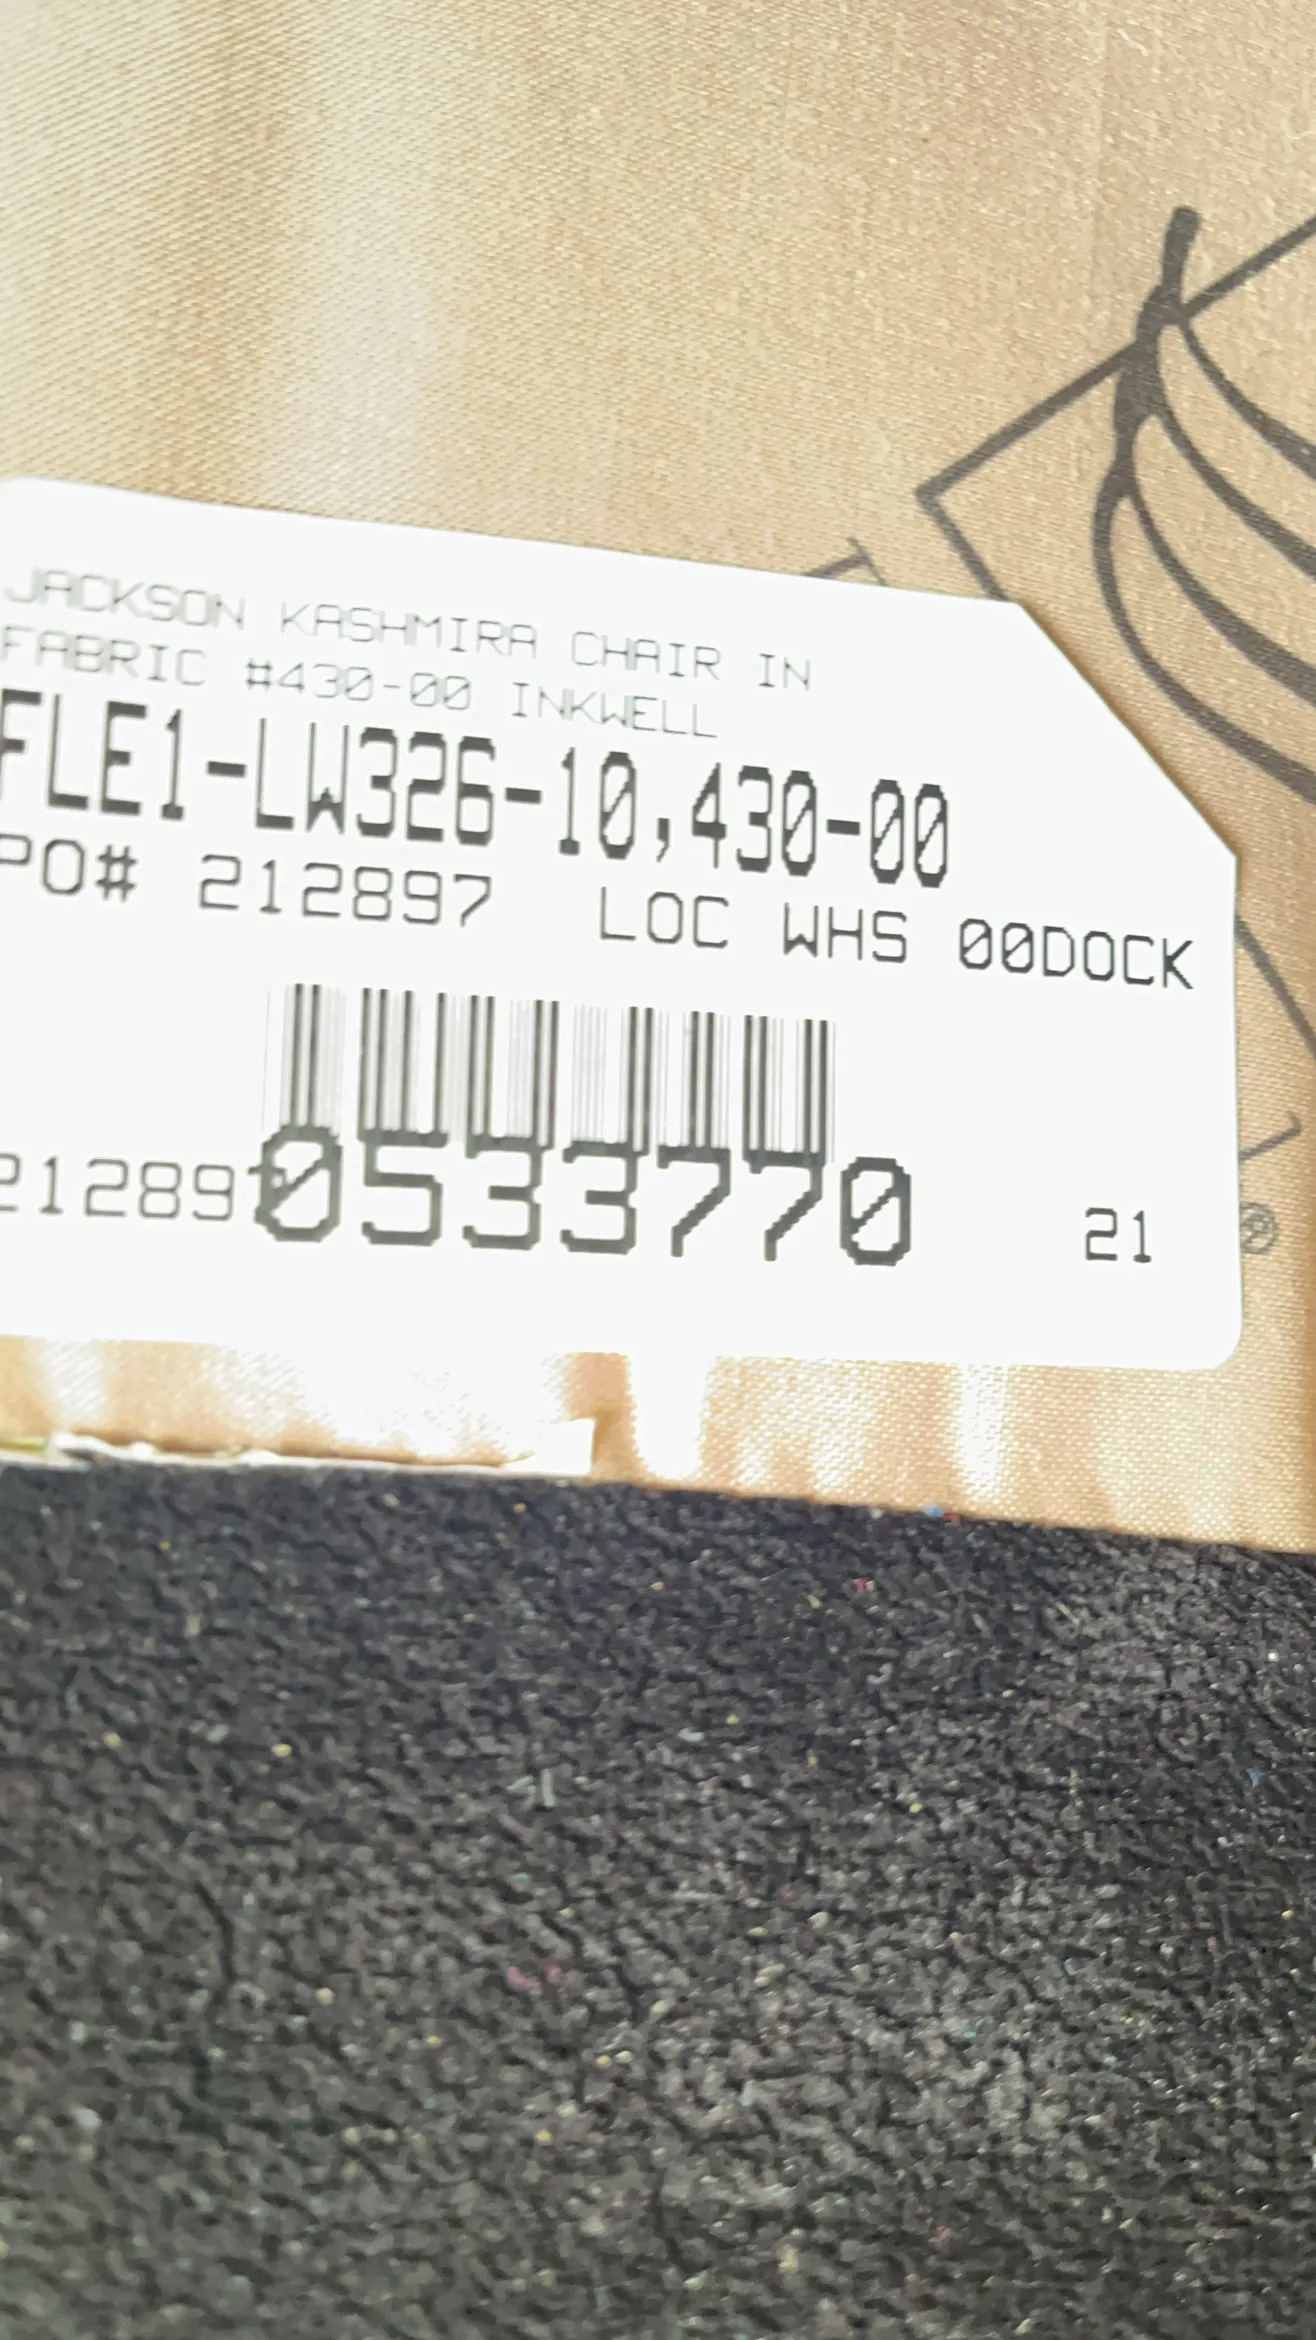 JACKSON KASHMIRA CHAIR IN
FABRIC #430-00 INKWELL
FLE1-LW326-10,430-00
PO# 212897 LOC WHS 00DOCK
0533770
21289
21
®